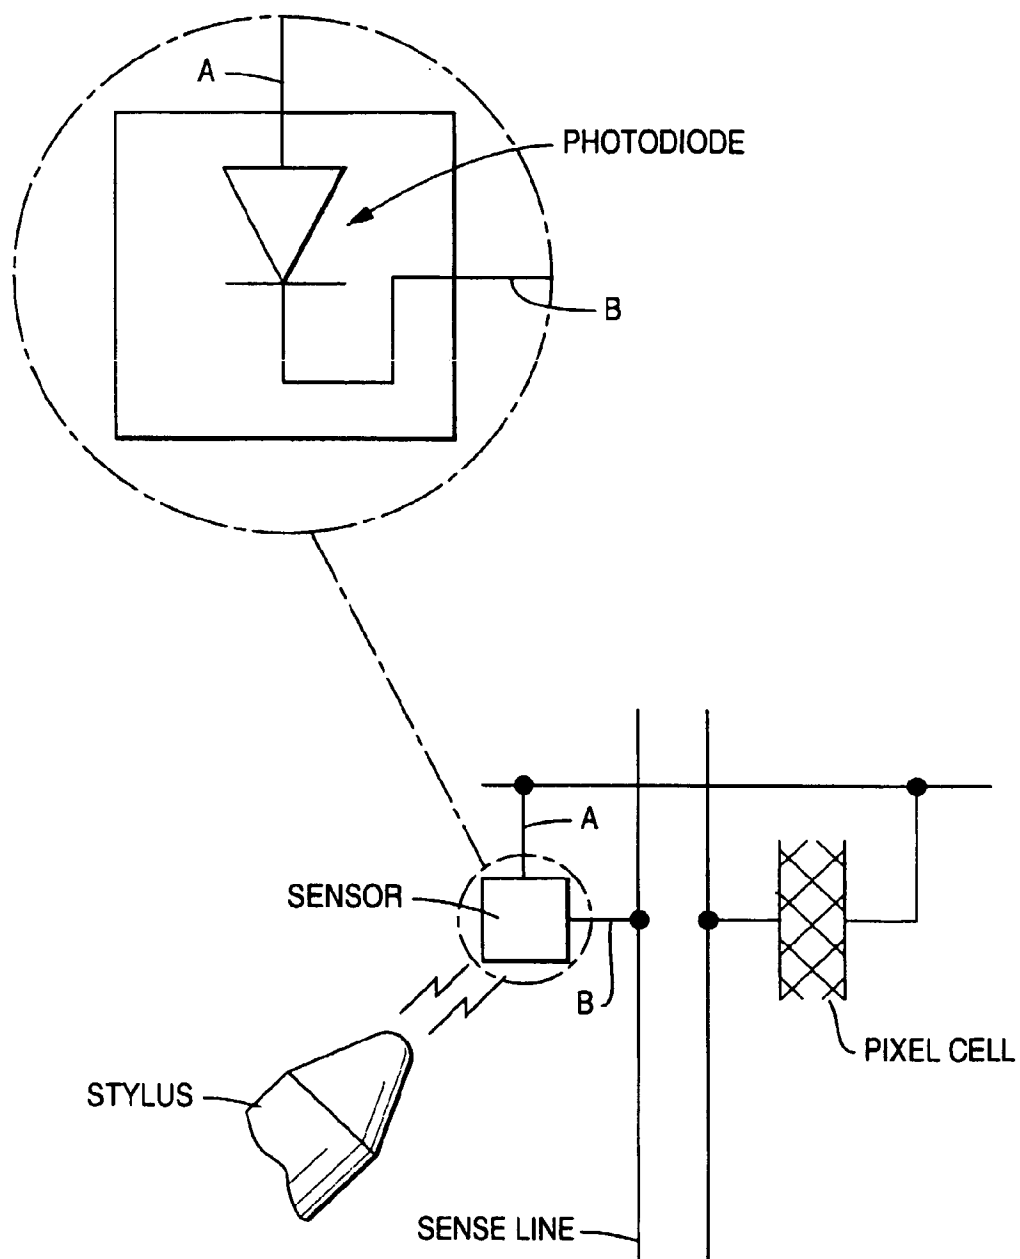 A
PHOTODIODE
B
A
SENSOR
B
PIXEL CELL
STYLUS
SENSE LINE